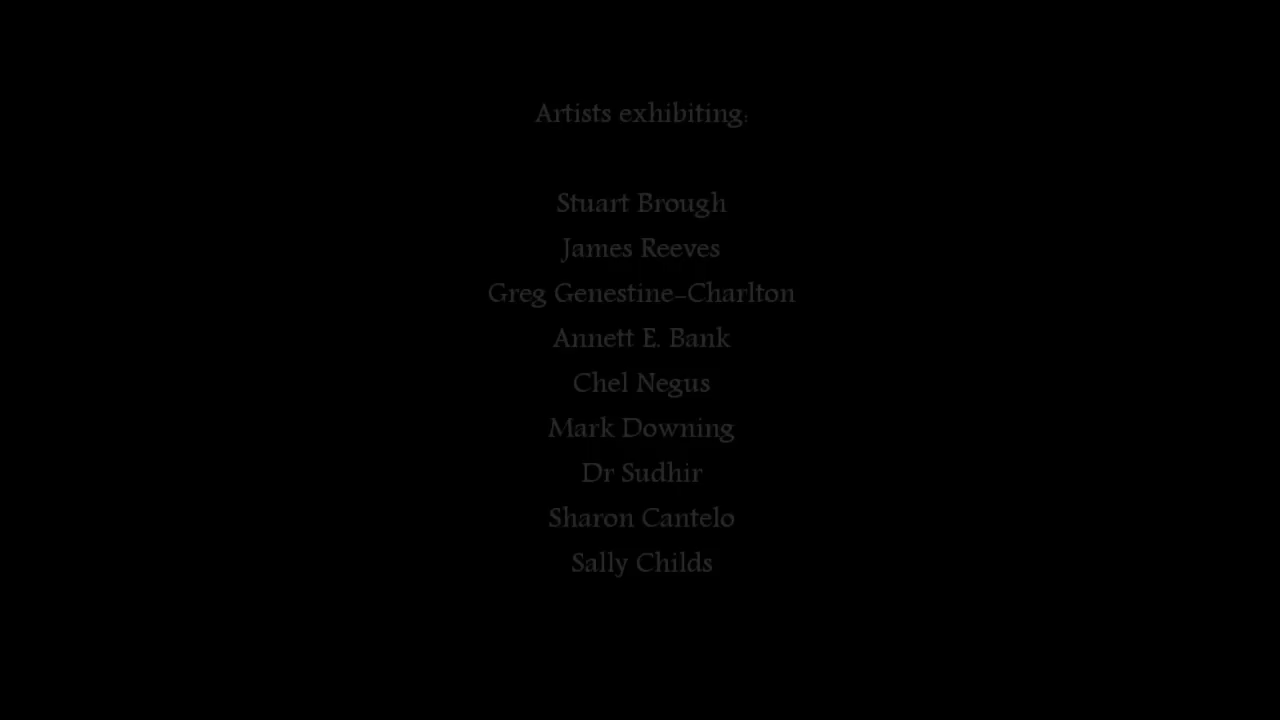 Artists exhibiting:
Stuart Brough
James Reeves
Greg Genestine-Charlton
Annett E. Bank
Chel Negus
Mark Downing
Dr Sudhir
Sharon Cantelo
Sally Childs